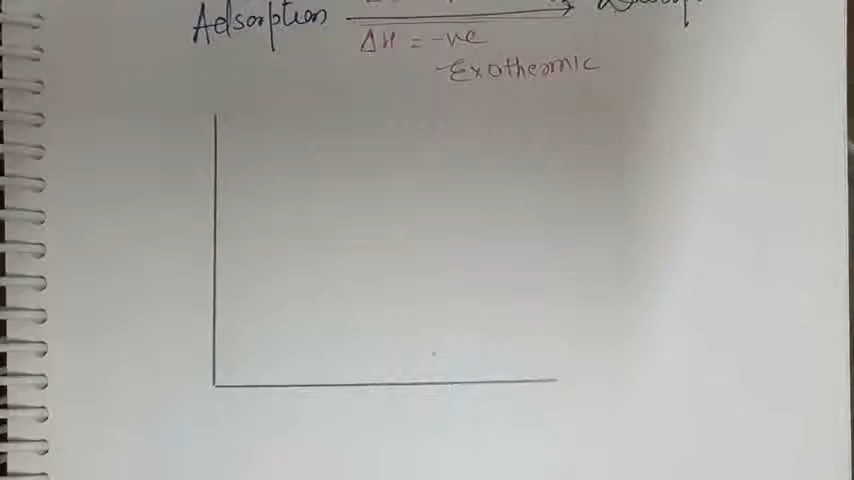 Adsorption
ΔH = -ve
-Exothermic